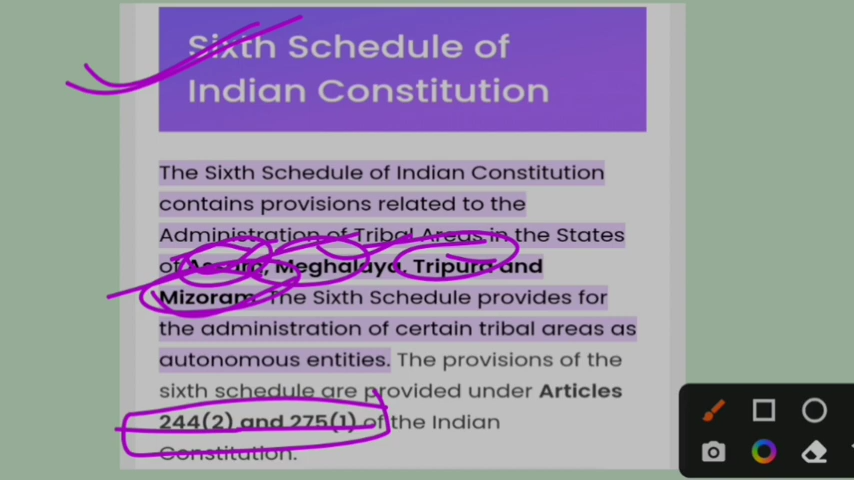 Sixth Schedule of
Indian Constitution
The Sixth Schedule of Indian Constitution
contains provisions related to the
Administration of Tribal Areas in the States
of Assam, Meghalaya, Tripura and
Mizoram. The Sixth Schedule provides for
the administration of certain tribal areas as
autonomous entities. The provisions of the
sixth schedule are provided under Articles
244(2) and 275(1) of the Indian
Constitution.